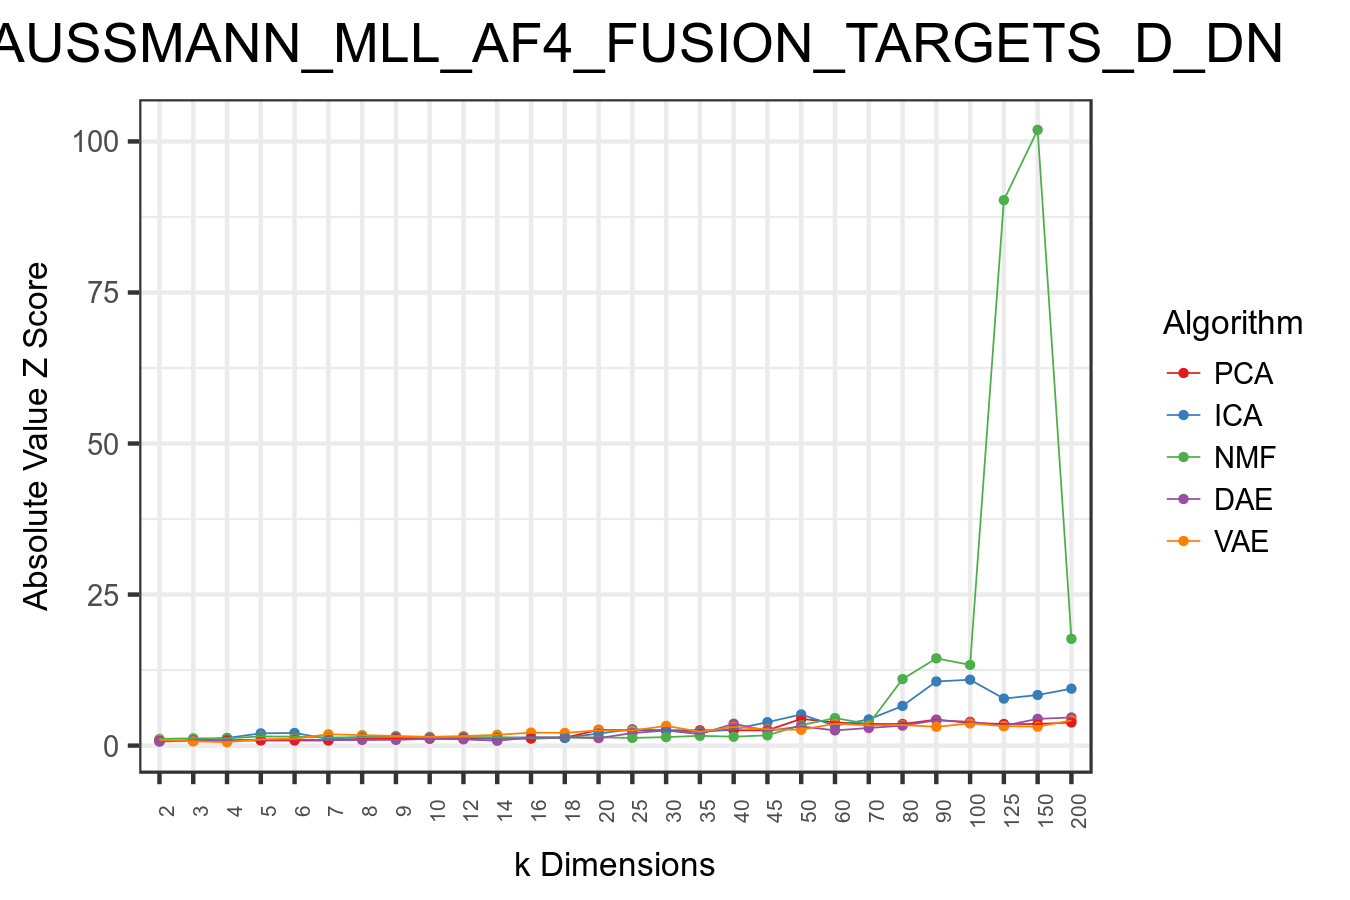 AUSSMANN_MLL_AF4_FUSION_TARGETS_D_DN
100
75
50
25
0
Absolute Value Z Score
2 3 4 5 6 7 8 9 10 12 14 16 18 20 25 30 35 40 45 50 60 70 80 90 100 125 150 200
k Dimensions
Algorithm
PCA
ICA
NMF
DAE
VAE